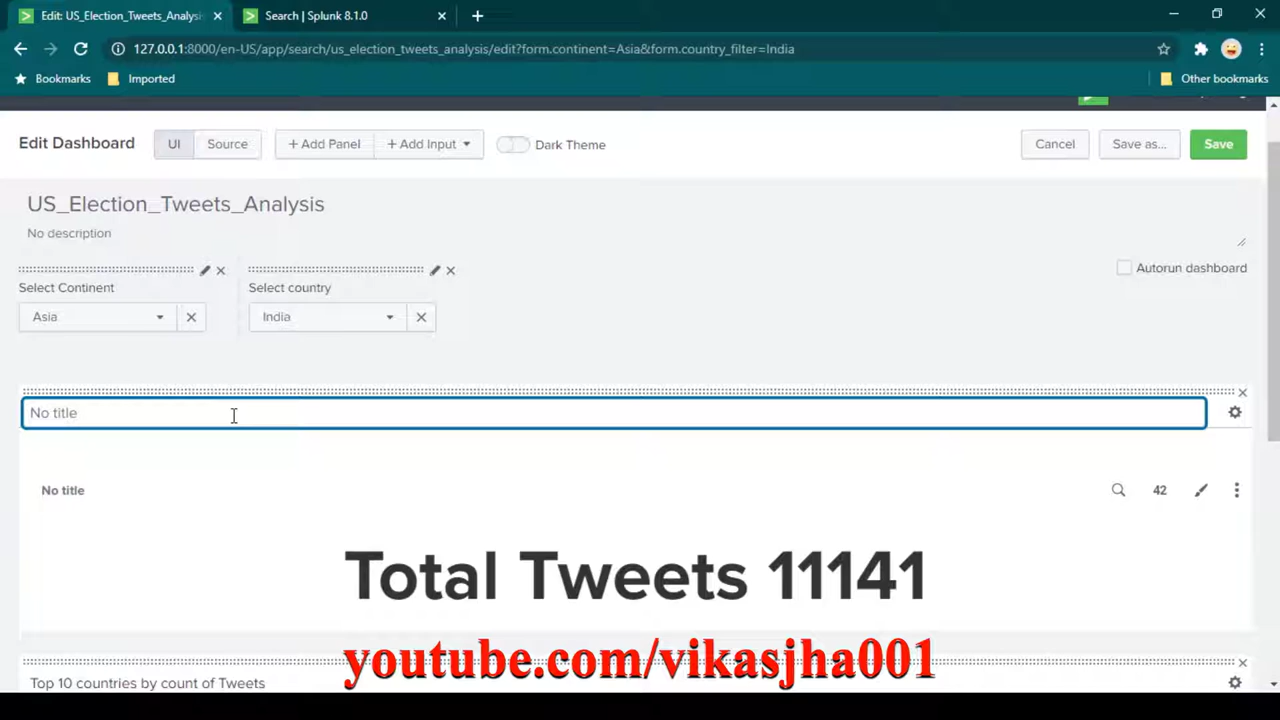 Edit: US_Election_Tweets_Analysis
Search | Splunk 8.1.0
127.0.0.1:8000/en-US/app/search/us_election_tweets_analysis/edit?form.continent=Asia&form.country_filter=India
Bookmarks
Imported
Other bookmarks
Edit Dashboard
UI
Source
+ Add Panel
+ Add Input
Dark Theme
Cancel
Save as...
Save
US_Election_Tweets_Analysis
No description
Autorun dashboard
Select Continent
Select country
Asia
India
No title
No title
42
Total Tweets 11141
youtube.com/vikasjha001
Top 10 countries by count of Tweets